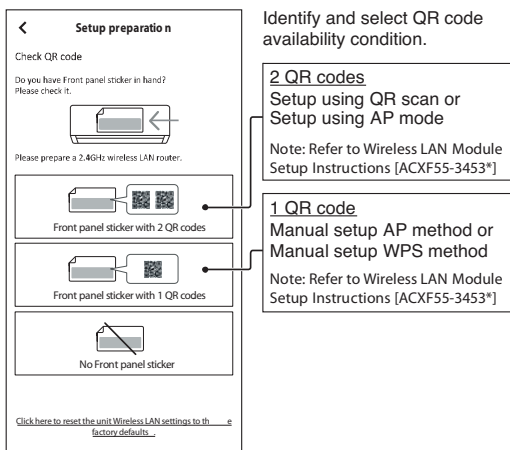 Setup preparation
Check QR code
Do you have Front panel sticker in hand?
Please check it.
Please prepare a 2.4GHz wireless LAN router.
Front panel sticker with 2 QR codes
Front panel sticker with 1 QR codes
No Front panel sticker
Click here to reset the unit Wireless LAN settings to th e
factory defaults .
Identify and select QR code
availability condition.
2 QR codes
Setup using QR scan or
Setup using AP mode
Note: Refer to Wireless LAN Module
Setup Instructions [ACXF55-3453*]
1 QR code
Manual setup AP method or
Manual setup WPS method
Note: Refer to Wireless LAN Module
Setup Instructions [ACXF55-3453*]